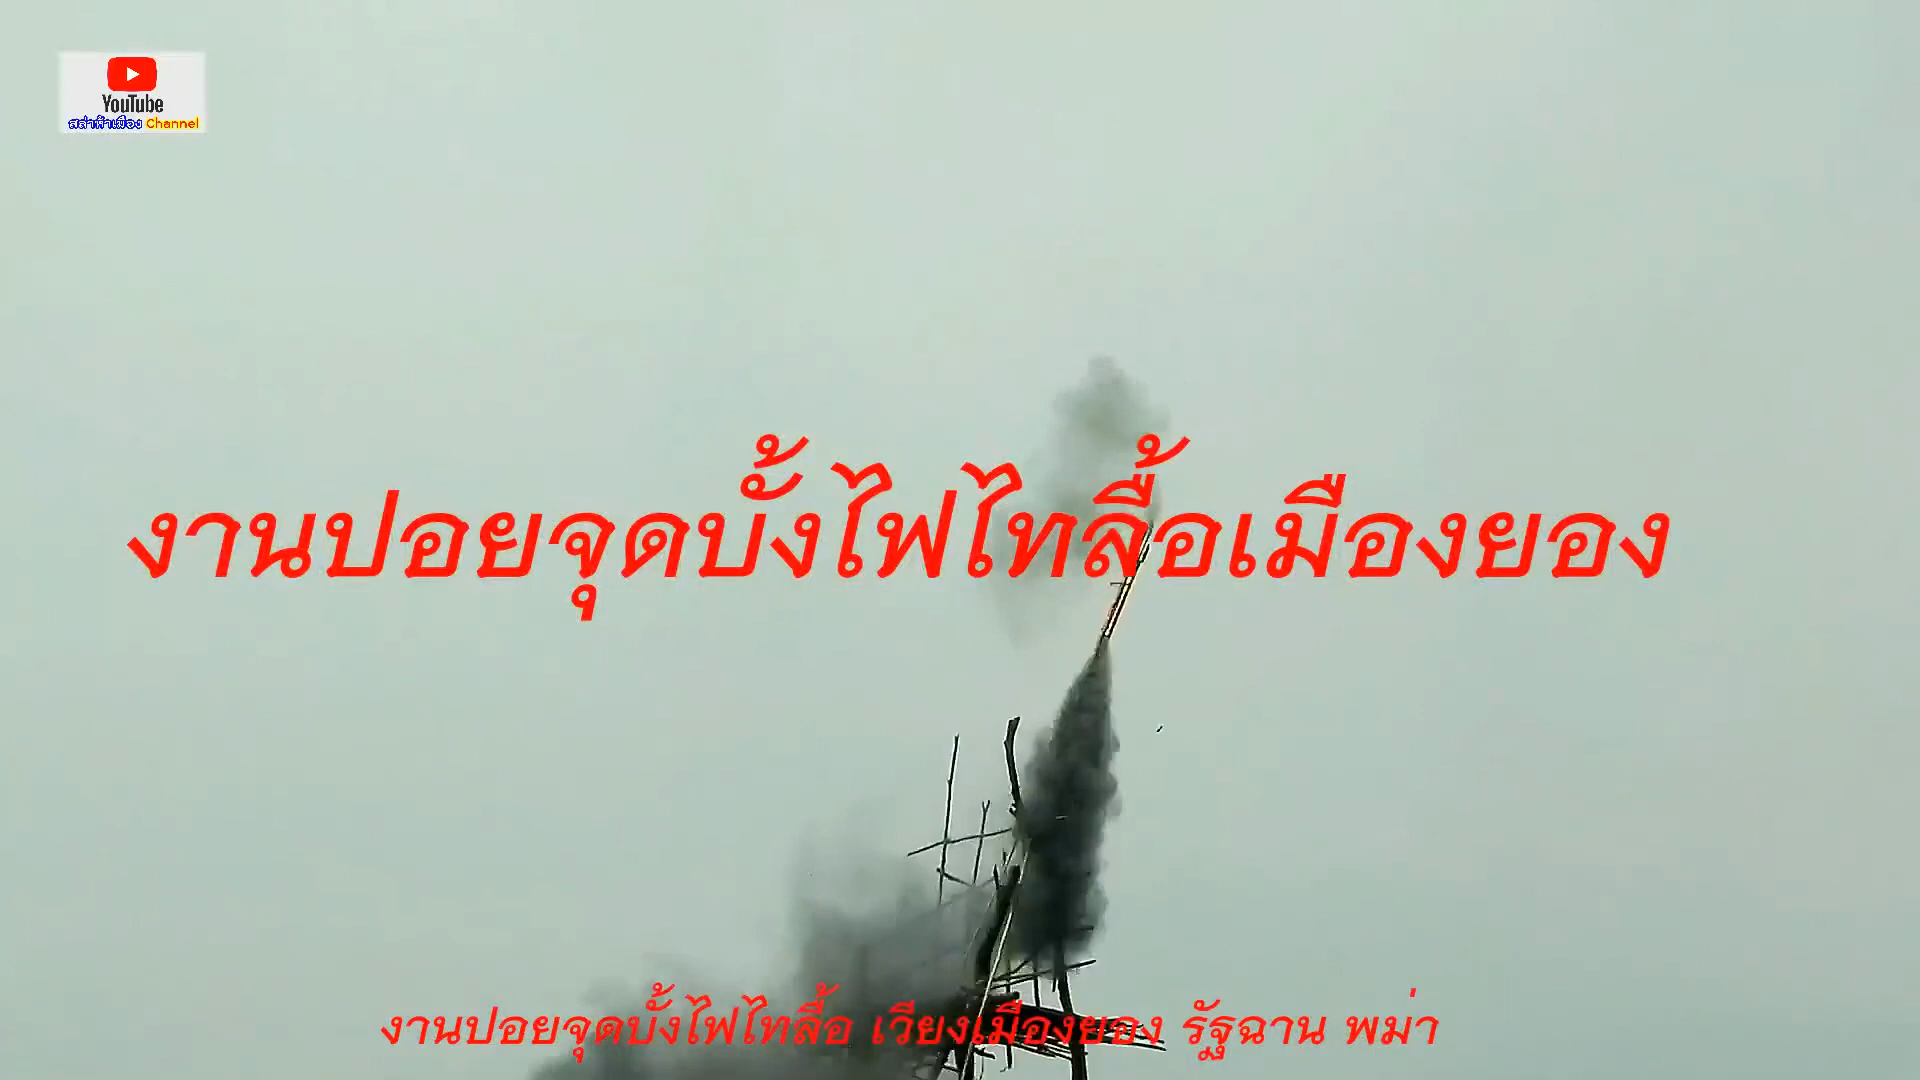 YouTube
สล่าห้าเมือง Channel
งานปอยจุดบั้งไฟไทลื้อเมืองยอง
งานปอยจุดบั้งไฟไทลื้อ เวียงเมืองยอง รัฐฉาน พม่า